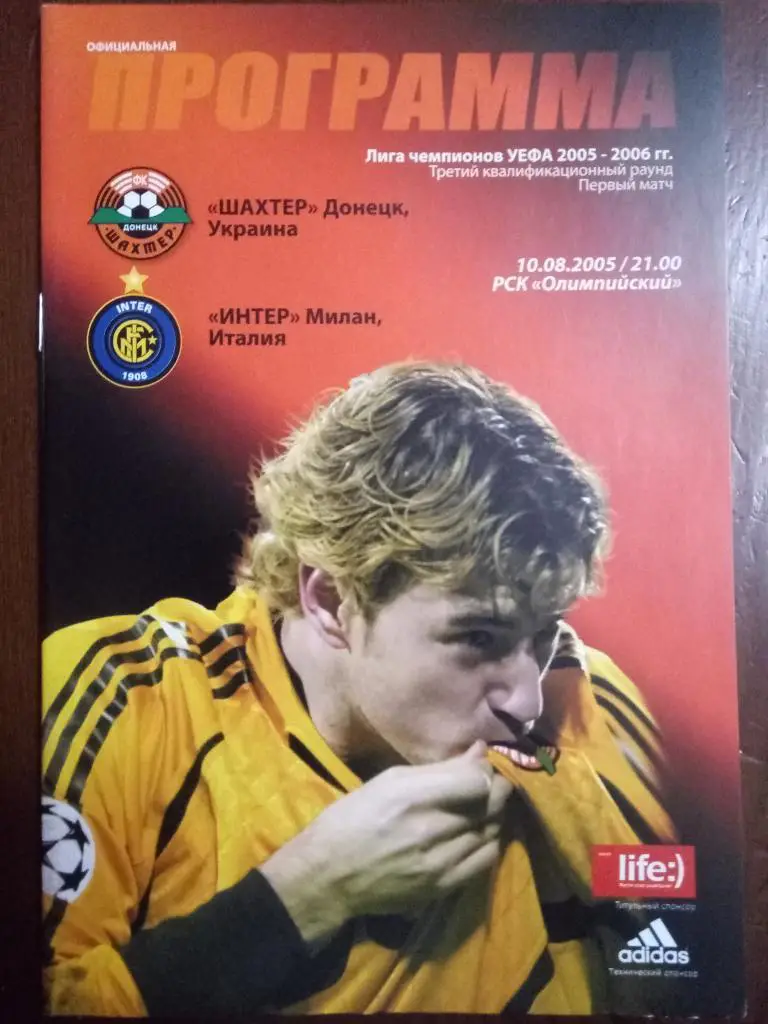 ОФИЦИАЛЬНАЯ
ПРОГРАММА
Лига чемпионов УЕФА 2005 - 2006 гг.
Третий квалификационный раунд
Первый матч
ФК
ДОНЕЦК
ШАХТЕР
«ШАХТЕР» Донецк,
Украина
10.08.2005 / 21.00
РСК «Олимпийский»
INTER
1908
«ИНТЕР» Милан,
Италия
life:)
Титульный спонсор
adidas
Технический спонсор